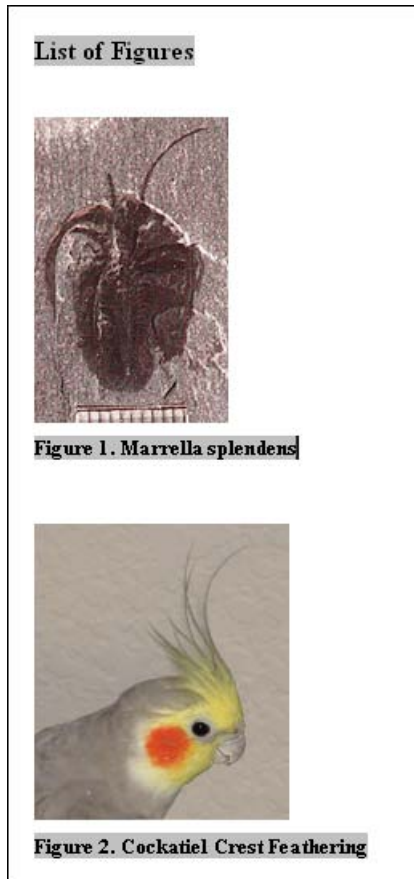 List of Figures
Figure 1. Marrella splendens
Figure 2. Cockatiel Crest Feathering